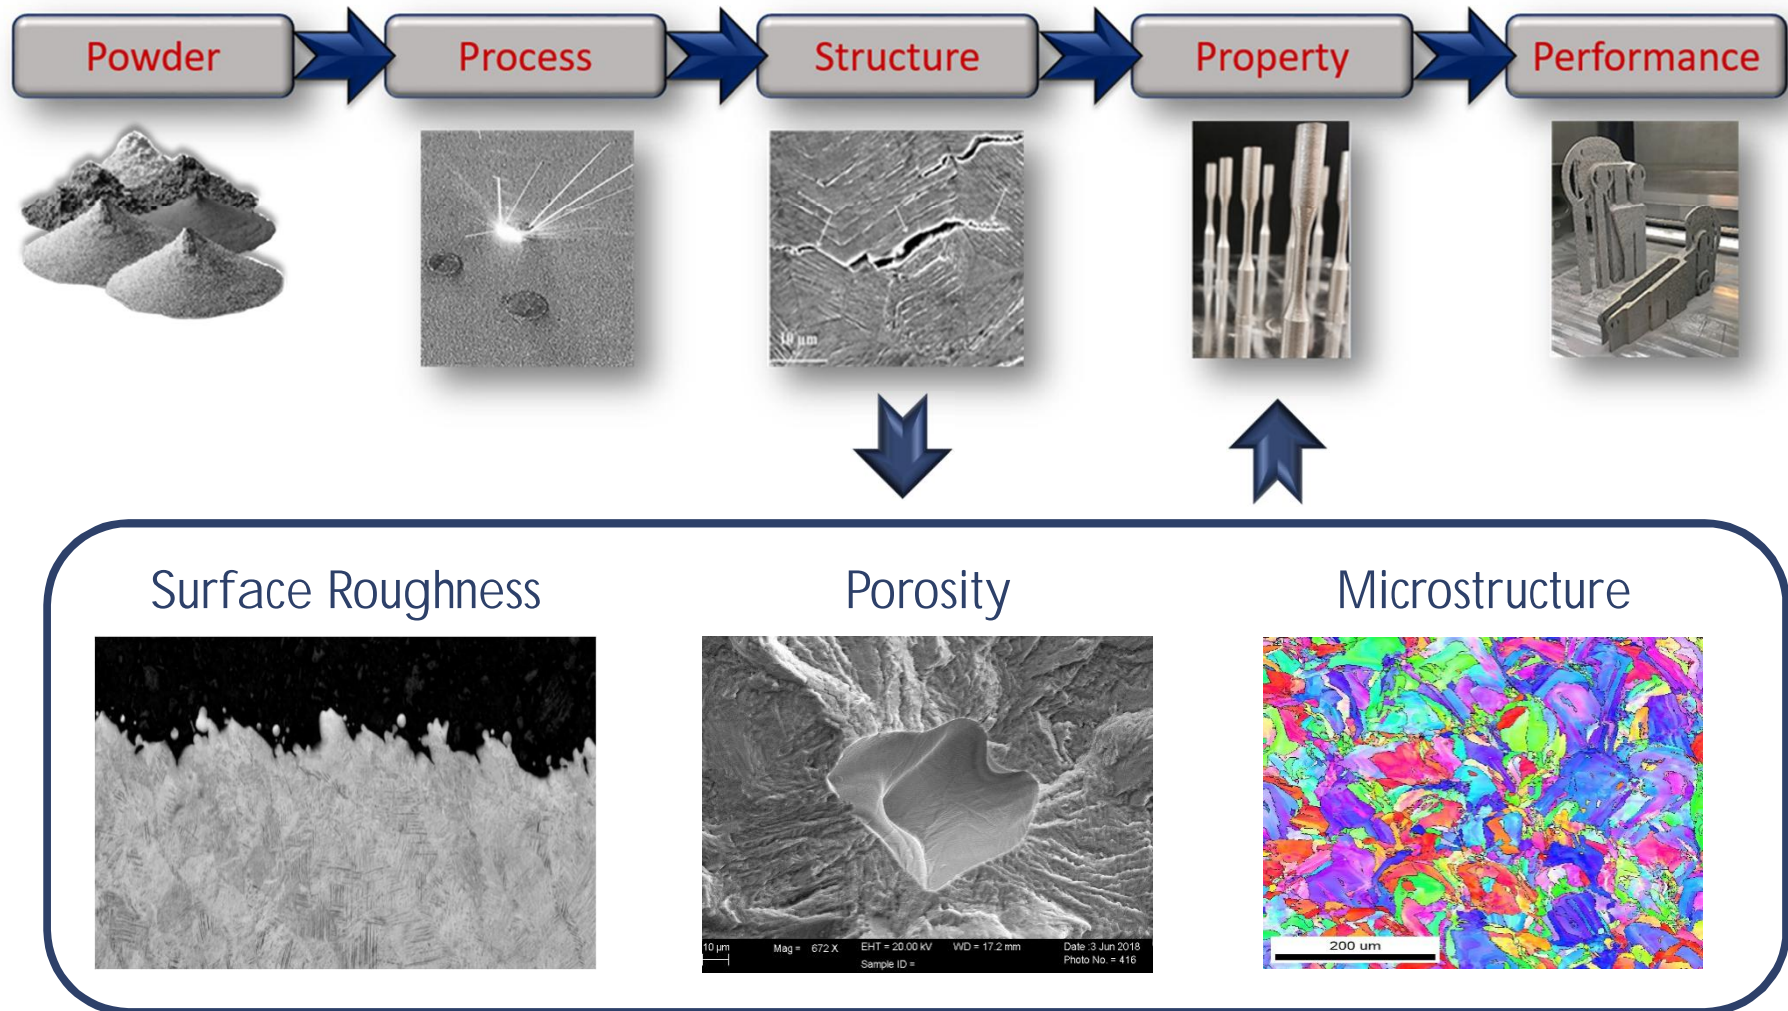 Powder
Process
Structure
Property
Performance
10 µm
Surface Roughness
Porosity
Microstructure
10 µm
Mag = 672 X
EHT = 20.00 kV
WD = 17.2 mm
Date :3 Jun 2018
Sample ID =
Photo No. = 416
200 um